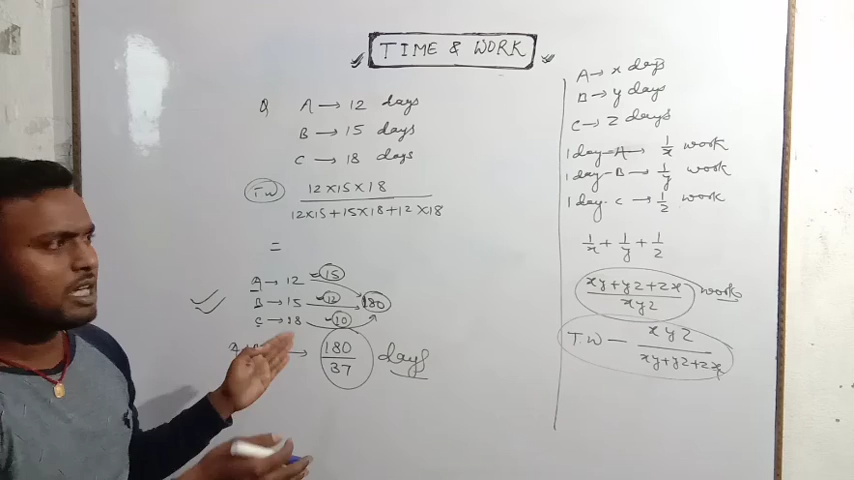 TIME & WORK
Q A → 12 days
B → 15 days
C → 18 days
TW 12×15×18
12×15+15×18+12×18
=
A → 12 15
B → 15 12 180
C → 18 10
→ 180
37 days
A → x days
B → y days
C → z days
1 day - A → 1/x work
1 day - B → 1/y work
1 day - C → 1/z work
1/x + 1/y + 1/z
xy+yz+zx
xyz work
TW - xyz
xy+yz+zx